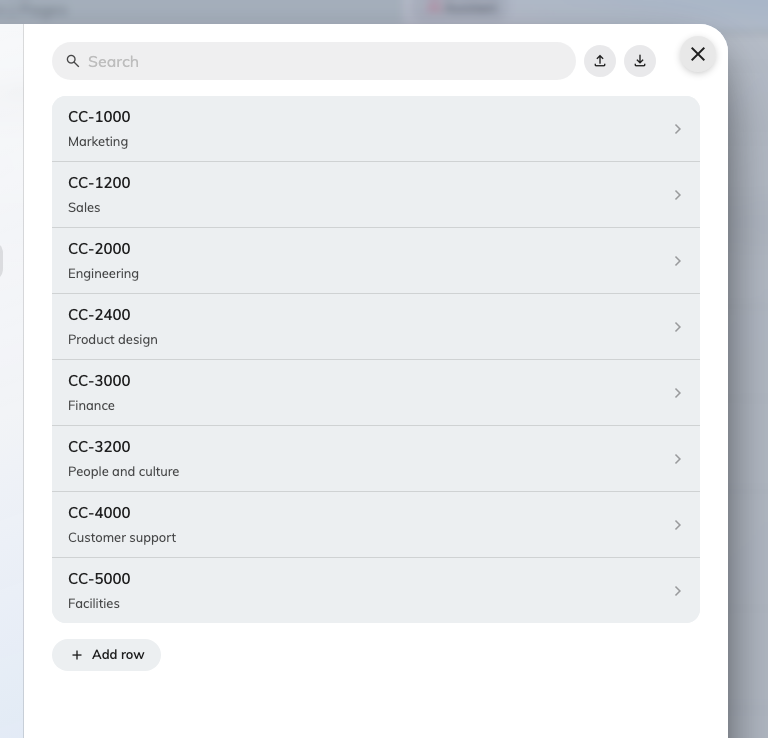 Search
CC-1000
Marketing
CC-1200
Sales
CC-2000
Engineering
CC-2400
Product design
CC-3000
Finance
CC-3200
People and culture
CC-4000
Customer support
CC-5000
Facilities
Add row